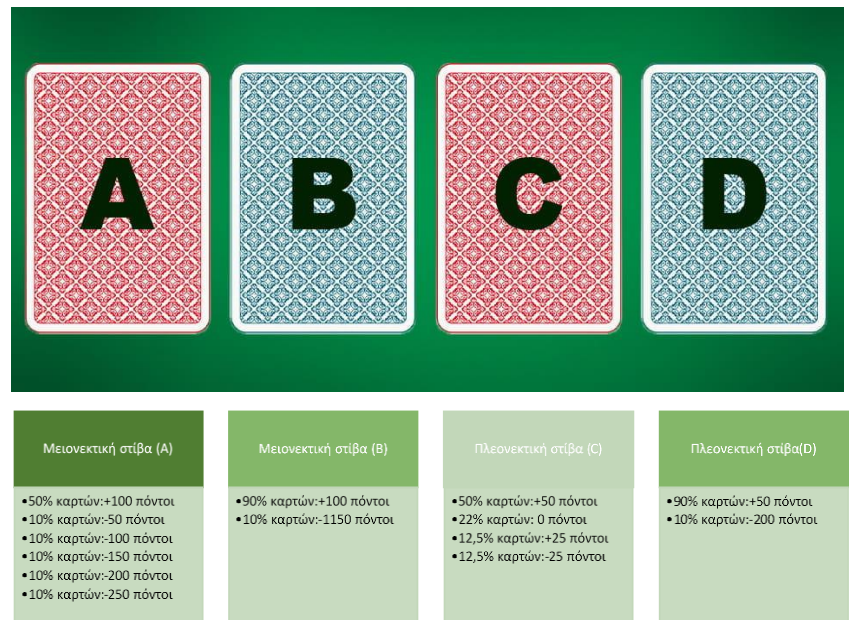 A B C D
Μειονεκτική στίβα (A)
•50% καρτών:+100 πόντοι
•10% καρτών:-50 πόντοι
•10% καρτών:-100 πόντοι
•10% καρτών:-150 πόντοι
•10% καρτών:-200 πόντοι
•10% καρτών:-250 πόντοι
Μειονεκτική στίβα (B)
•90% καρτών:+100 πόντοι
•10% καρτών:-1150 πόντοι
Πλεονεκτική στίβα (C)
•50% καρτών:+50 πόντοι
•22% καρτών: 0 πόντοι
•12,5% καρτών:+25 πόντοι
•12,5% καρτών:-25 πόντοι
Πλεονεκτική στίβα(D)
•90% καρτών:+50 πόντοι
•10% καρτών:-200 πόντοι